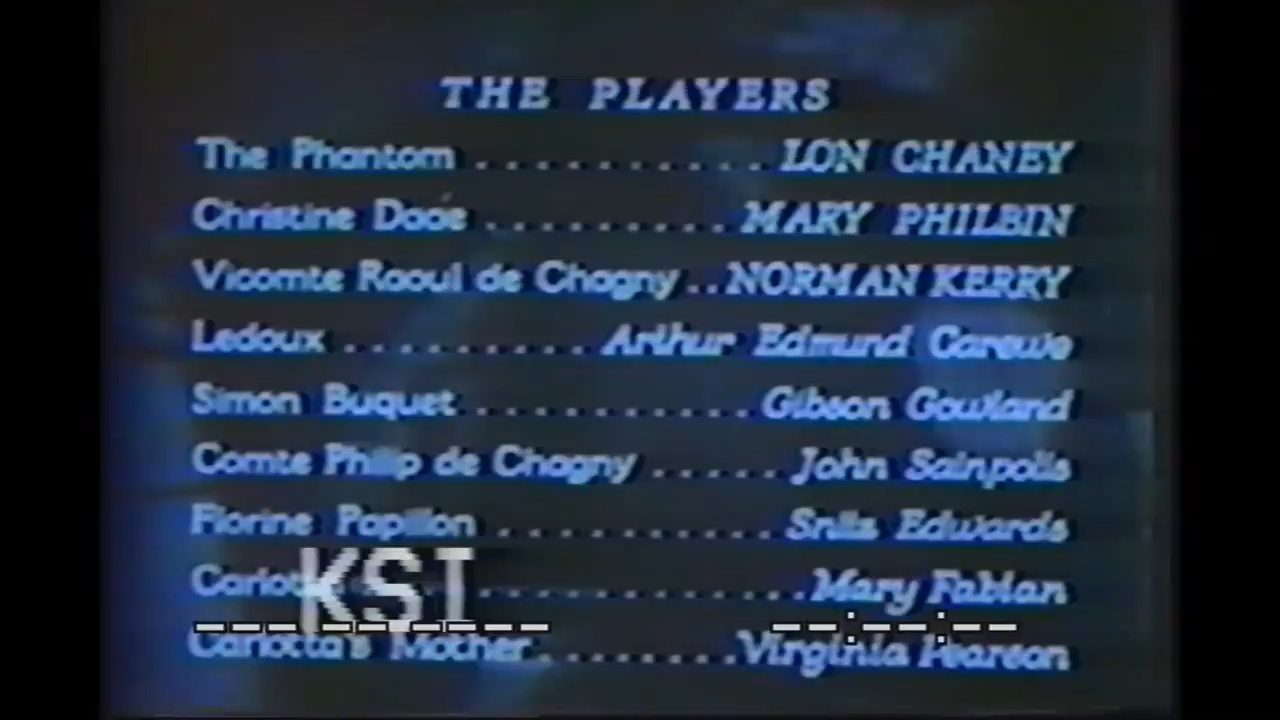 THE PLAYERS
The Phantom . . . . . . . . . . LON CHANEY
Christine Daáe . . . . . . . . . MARY PHILBIN
Vicomte Raoul de Chagny .. NORMAN KERRY
Ledoux . . . . . . . . . Arthur Edmund Carewe
Simon Buquet . . . . . . . . . . Gibson Gowland
Comte Philip de Chagny . . . . . John Sainpolis
Florine Papillon . . . . . . . . . . Snitz Edwards
Carlotta . . . . . . . . . . . . Mary Fabian
KSI
--:--:--
Carlotta's Mother . . . . . . . Virginia Pearson